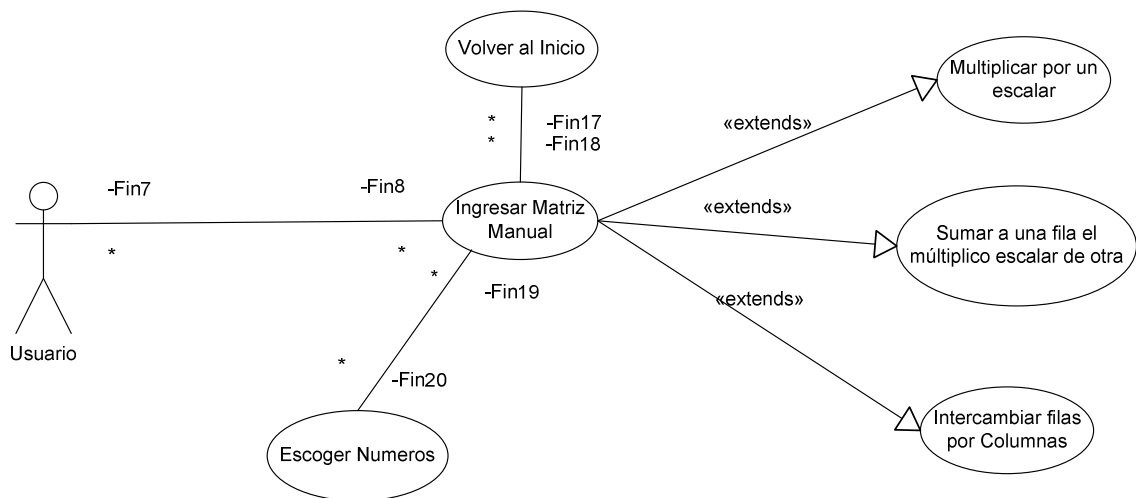 Volver al Inicio
*
*
-Fin17
-Fin18
Multiplicar por un
escalar
«extends»
-Fin7
-Fin8
*
*
Ingresar Matriz
Manual
«extends»
Sumar a una fila el
múltiplico escalar de otra
*
-Fin19
«extends»
Usuario
*
-Fin20
Escoger Numeros
Intercambiar filas
por Columnas